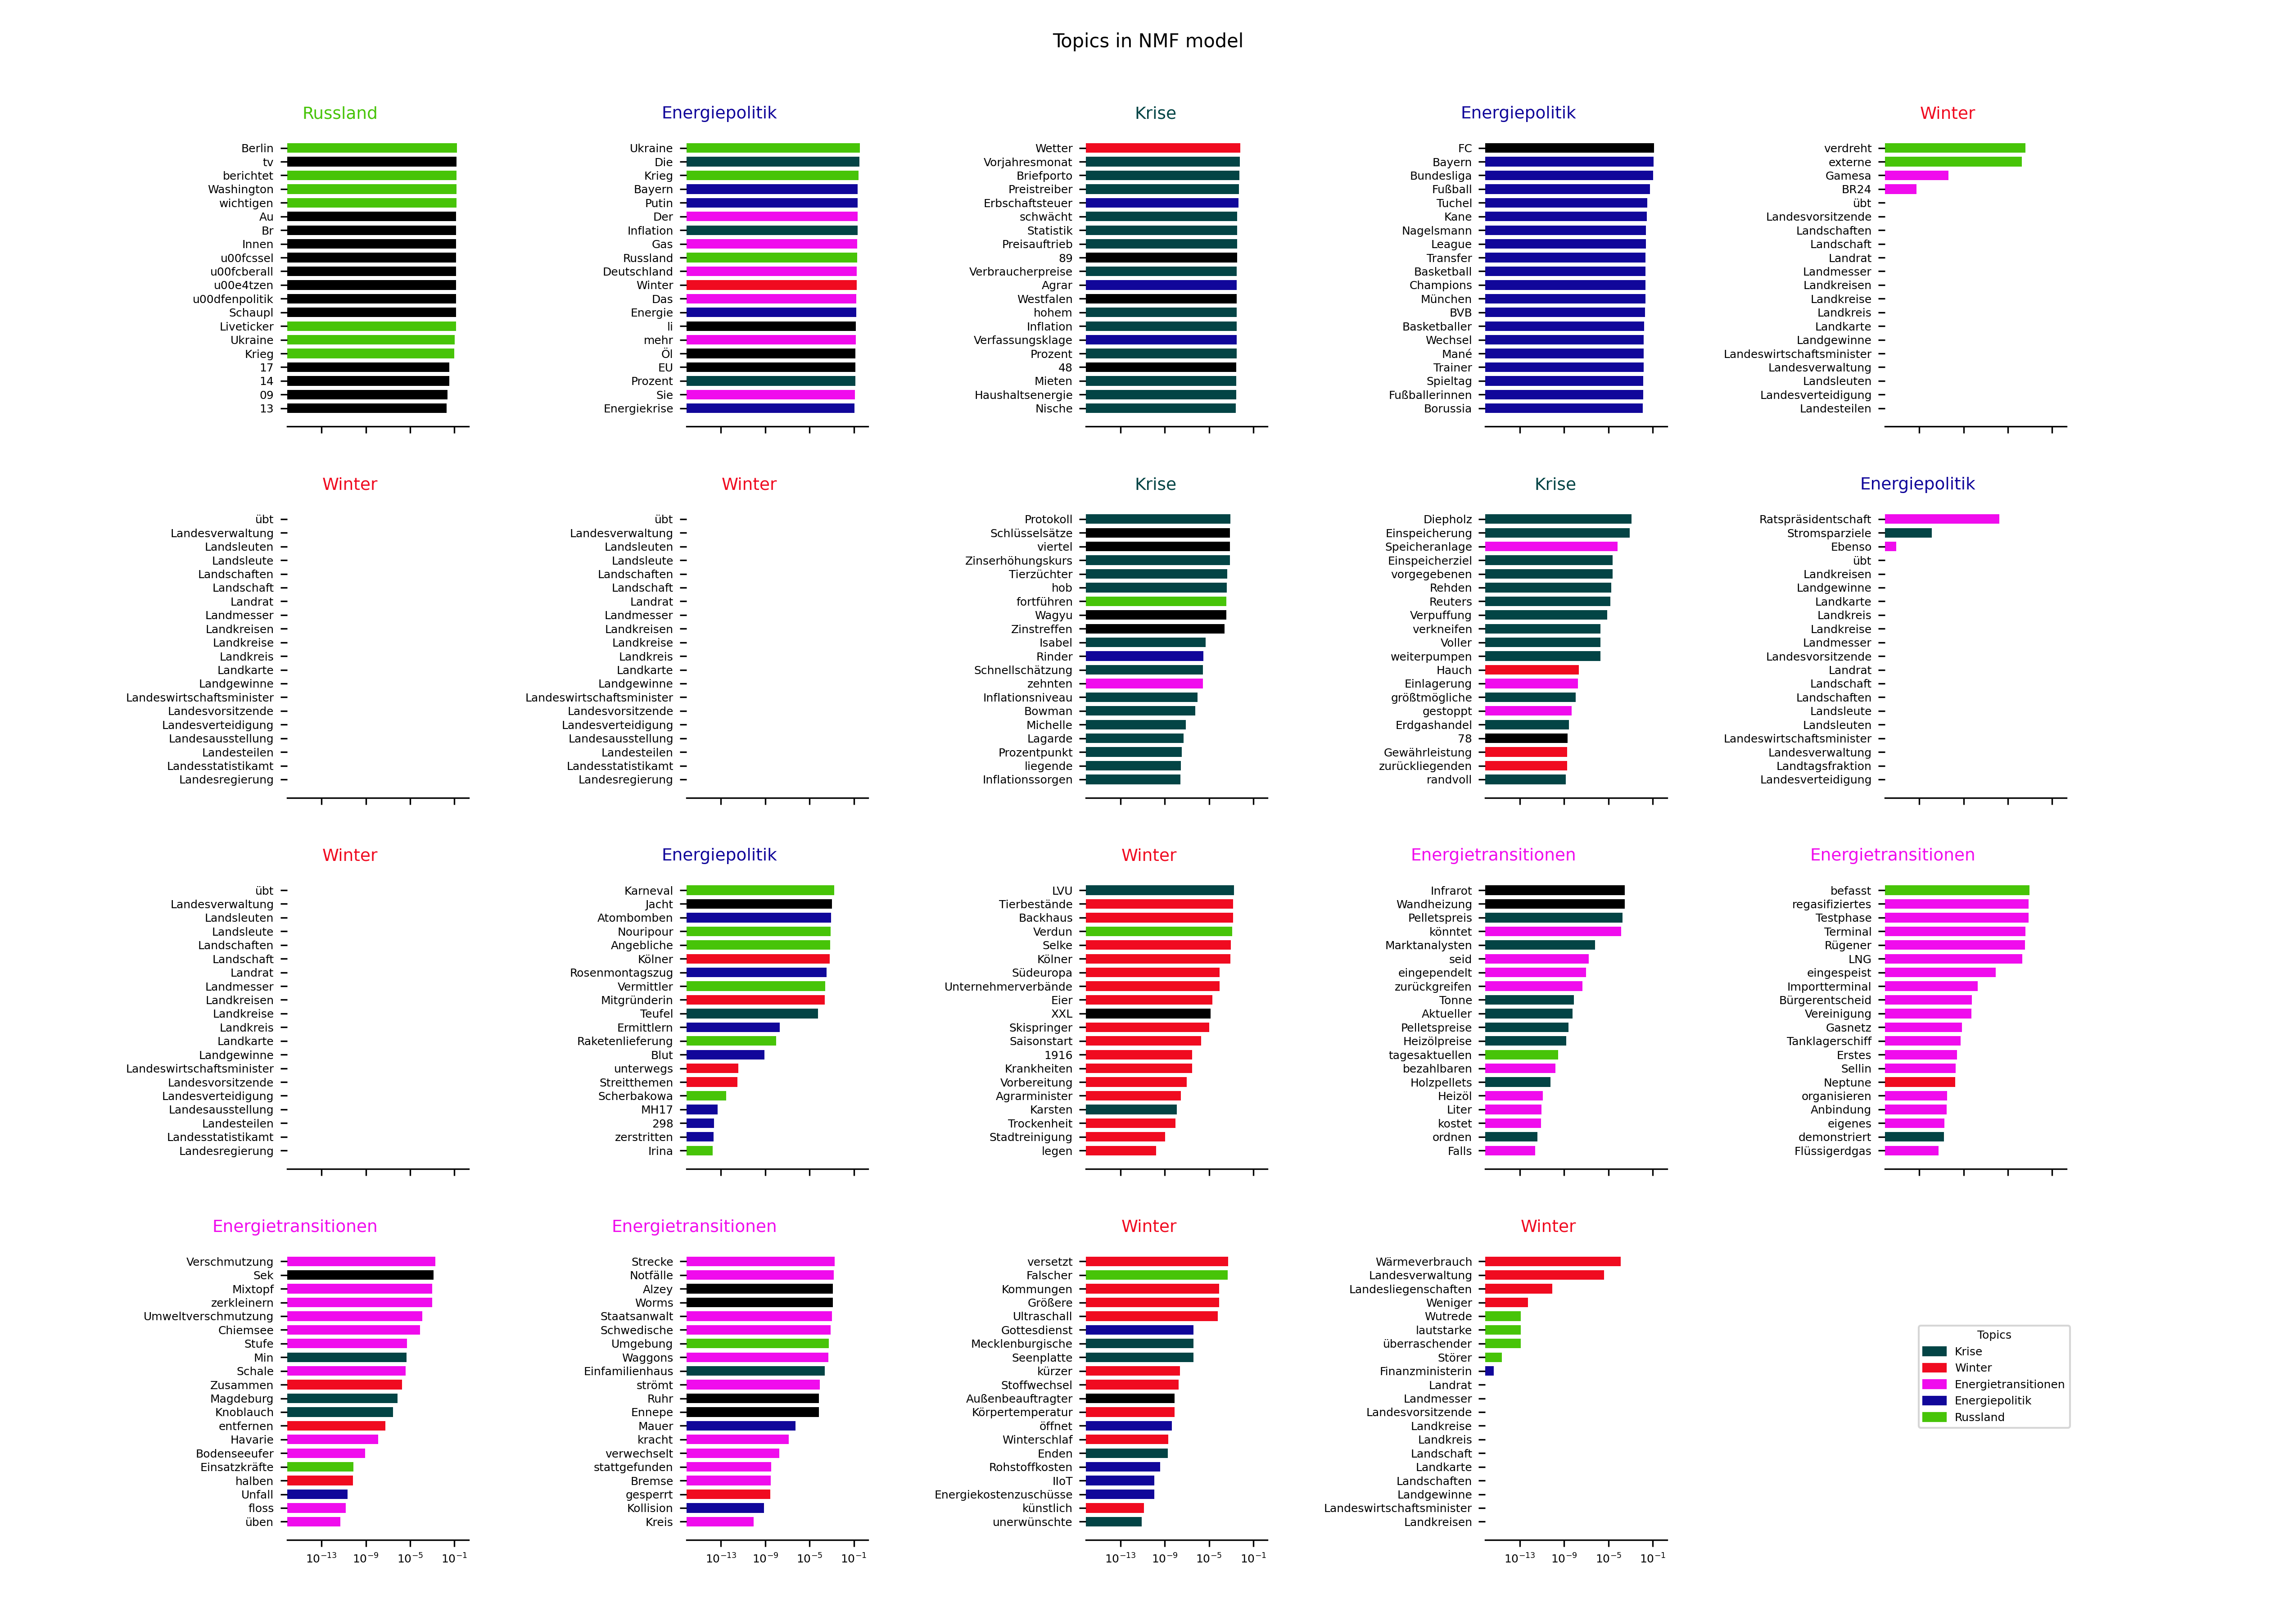 Topics in NMF model
Russland
Berlin
tv
berichtet
Washington
wichtigen
Au
Br
Innen
u00fcssel
u00fcberall
u00e4tzen
u00dfenpolitik
Schaupl
Liveticker
Ukraine
Krieg
17
14
09
13
Energiepolitik
Ukraine
Die
Krieg
Bayern
Putin
Der
Inflation
Gas
Russland
Deutschland
Winter
Das
Energie
li
mehr
Öl
EU
Prozent
Sie
Energiekrise
Krise
Wetter
Vorjahresmonat
Briefporto
Preistreiber
Erbschaftsteuer
schwächt
Statistik
Preisauftrieb
89
Verbraucherpreise
Agrar
Westfalen
hohem
Inflation
Verfassungsklage
Prozent
48
Mieten
Haushaltsenergie
Nische
Energiepolitik
FC
Bayern
Bundesliga
Fußball
Tuchel
Kane
Nagelsmann
League
Transfer
Basketball
Champions
München
BVB
Basketballer
Wechsel
Mané
Trainer
Spieltag
Fußballerinnen
Borussia
Winter
verdreht
externe
Gamesa
BR24
übt
Landesvorsitzende
Landschaften
Landschaft
Landrat
Landmesser
Landkreisen
Landkreise
Landkreis
Landkarte
Landgewinne
Landeswirtschaftsminister
Landesverwaltung
Landsleuten
Landesverteidigung
Landesteilen
Winter
übt
Landesverwaltung
Landsleuten
Landsleute
Landschaften
Landschaft
Landrat
Landmesser
Landkreisen
Landkreise
Landkreis
Landkarte
Landgewinne
Landeswirtschaftsminister
Landesvorsitzende
Landesverteidigung
Landesausstellung
Landesteilen
Landesstatistikamt
Landesregierung
Winter
übt
Landesverwaltung
Landsleuten
Landsleute
Landschaften
Landschaft
Landrat
Landmesser
Landkreisen
Landkreise
Landkreis
Landkarte
Landgewinne
Landeswirtschaftsminister
Landesvorsitzende
Landesverteidigung
Landesausstellung
Landesteilen
Landesstatistikamt
Landesregierung
Krise
Protokoll
Schlüsselsätze
viertel
Zinserhöhungskurs
Tierzüchter
hob
fortführen
Wagyu
Zinstreffen
Isabel
Rinder
Schnellschätzung
zehnten
Inflationsniveau
Bowman
Michelle
Lagarde
Prozentpunkt
liegende
Inflationssorgen
Krise
Diepholz
Einspeicherung
Speicheranlage
Einspeicherziel
vorgegebenen
Rehden
Reuters
Verpuffung
verkneifen
Voller
weiterpumpen
Hauch
Einlagerung
größtmögliche
gestoppt
Erdgashandel
78
Gewährleistung
zurückliegenden
randvoll
Energiepolitik
Ratspräsidentschaft
Stromsparziele
Ebenso
übt
Landkreisen
Landgewinne
Landkarte
Landkreis
Landkreise
Landmesser
Landesvorsitzende
Landrat
Landschaft
Landschaften
Landsleute
Landsleuten
Landeswirtschaftsminister
Landesverwaltung
Landtagsfraktion
Landesverteidigung
Winter
übt
Landesverwaltung
Landsleuten
Landsleute
Landschaften
Landschaft
Landrat
Landmesser
Landkreisen
Landkreise
Landkreis
Landkarte
Landgewinne
Landeswirtschaftsminister
Landesvorsitzende
Landesverteidigung
Landesausstellung
Landesteilen
Landesstatistikamt
Landesregierung
Energiepolitik
Karneval
Jacht
Atombomben
Nouripour
Angebliche
Kölner
Rosenmontagszug
Vermittler
Mitgründerin
Teufel
Ermittlern
Raketenlieferung
Blut
unterwegs
Streitthemen
Scherbakowa
MH17
298
zerstritten
Irina
Winter
LVU
Tierbestände
Backhaus
Verdun
Selke
Kölner
Südeuropa
Unternehmerverbände
Eier
XXL
Skispringer
Saisonstart
1916
Krankheiten
Vorbereitung
Agrarminister
Karsten
Trockenheit
Stadtreinigung
legen
Energietransitionen
Infrarot
Wandheizung
Pelletspreis
könntet
Marktanalysten
seid
eingependelt
zurückgreifen
Tonne
Aktueller
Pelletspreise
Heizölpreise
tagesaktuellen
bezahlbaren
Holzpellets
Heizöl
Liter
kostet
ordnen
Falls
Energietransitionen
befasst
regasifiziertes
Testphase
Terminal
Rügener
LNG
eingespeist
Importterminal
Bürgerentscheid
Vereinigung
Gasnetz
Tanklagerschiff
Erstes
Sellin
Neptune
organisieren
Anbindung
eigenes
demonstriert
Flüssigerdgas
Energietransitionen
Verschmutzung
Sek
Mixtopf
zerkleinern
Umweltverschmutzung
Chiemsee
Stufe
Min
Schale
Zusammen
Magdeburg
Knoblauch
entfernen
Havarie
Bodenseeufer
Einsatzkräfte
halben
Unfall
floss
üben
10⁻¹³ 10⁻⁹ 10⁻⁵ 10⁻¹
Energietransitionen
Strecke
Notfälle
Alzey
Worms
Staatsanwalt
Schwedische
Umgebung
Waggons
Einfamilienhaus
strömt
Ruhr
Ennepe
Mauer
kracht
verwechselt
stattgefunden
Bremse
gesperrt
Kollision
Kreis
10⁻¹³ 10⁻⁹ 10⁻⁵ 10⁻¹
Winter
versetzt
Falscher
Kommungen
Größere
Ultraschall
Gottesdienst
Mecklenburgische
Seenplatte
kürzer
Stoffwechsel
Außenbeauftragter
Körpertemperatur
öffnet
Winterschlaf
Enden
Rohstoffkosten
IIoT
Energiekostenzuschüsse
künstlich
unerwünschte
10⁻¹³ 10⁻⁹ 10⁻⁵ 10⁻¹
Winter
Wärmeverbrauch
Landesverwaltung
Landesliegenschaften
Weniger
Wutrede
lautstarke
überraschender
Störer
Finanzministerin
Landrat
Landmesser
Landesvorsitzende
Landkreise
Landkreis
Landschaft
Landkarte
Landschaften
Landgewinne
Landeswirtschaftsminister
Landkreisen
10⁻¹³ 10⁻⁹ 10⁻⁵ 10⁻¹
Topics
Krise
Winter
Energietransitionen
Energiepolitik
Russland